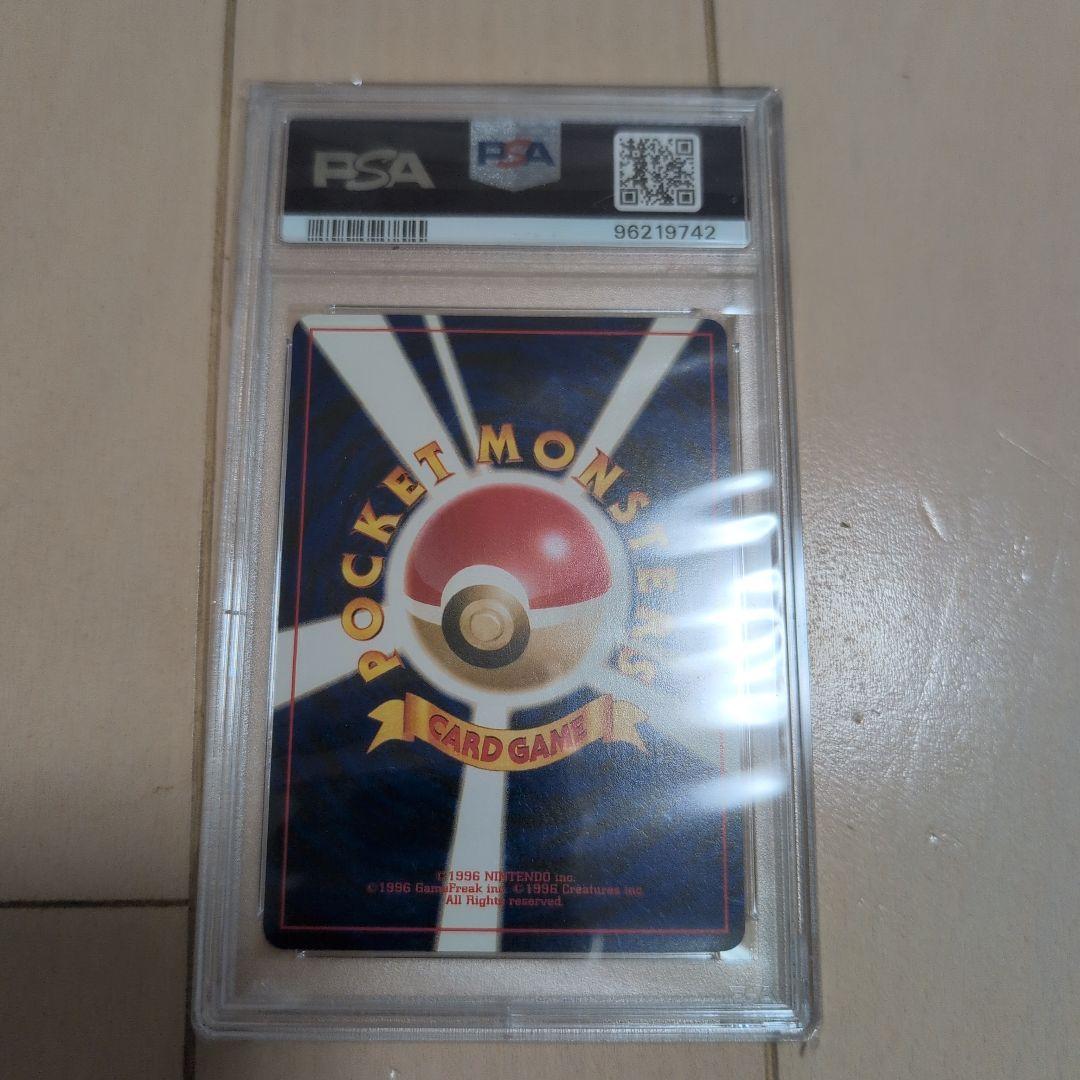 PSA
PSA
96219742
POCKET MONSTERS
CARD GAME
©1996 NINTENDO inc.
©1996 GameFreak inc. ©1996 Creatures inc.
All Rights reserved.